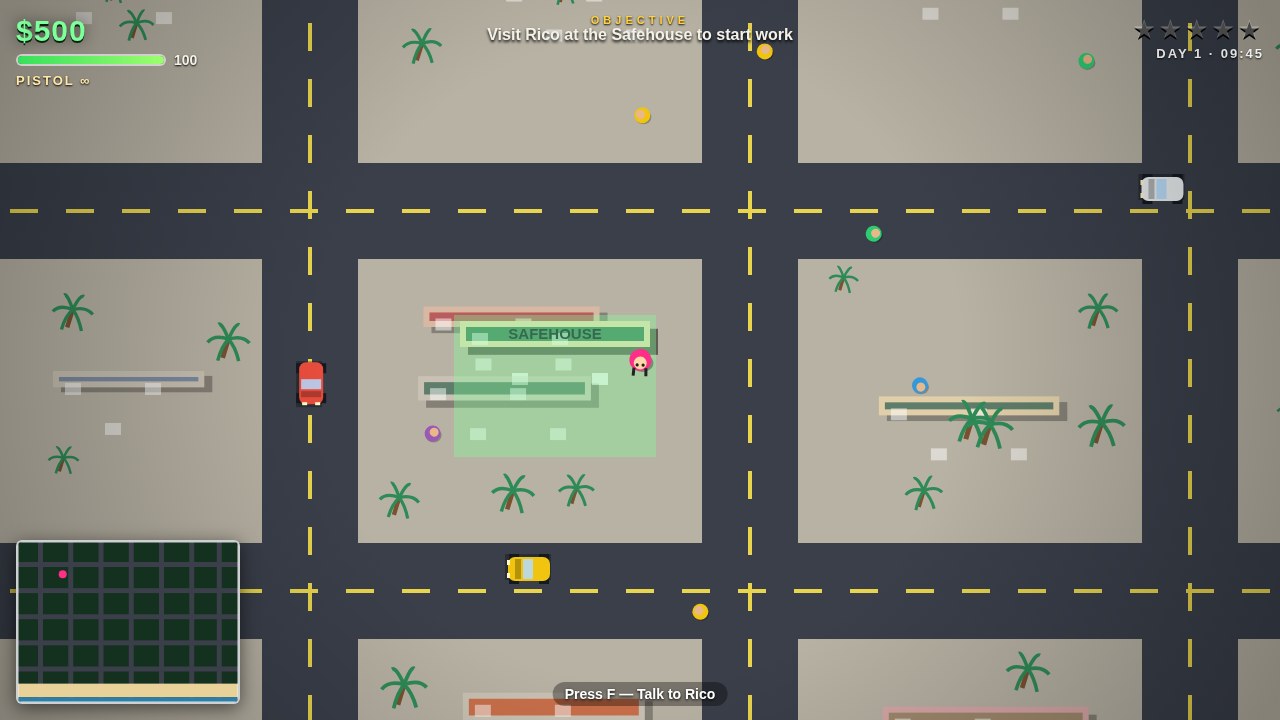 $500
100
PISTOL ∞
OBJECTIVE
Visit Rico at the Safehouse to start work
★★★★★
DAY 1 · 09:45
SAFEHOUSE
Press F — Talk to Rico